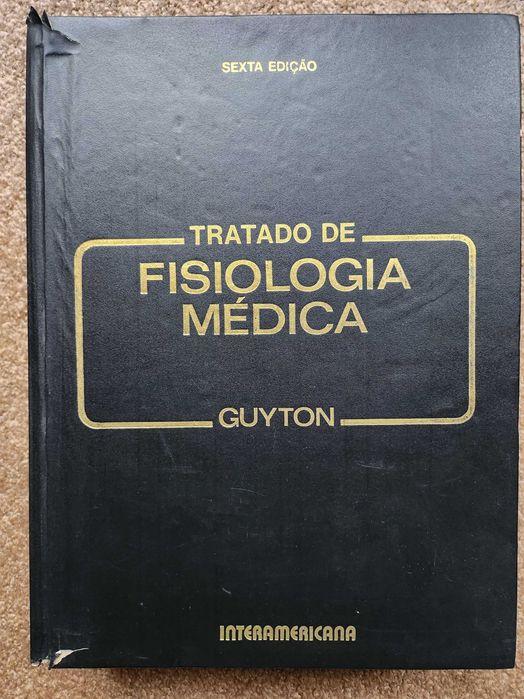 SEXTA EDIÇÃO
TRATADO DE
FISIOLOGIA
MÉDICA
GUYTON
INTERAMERICANA